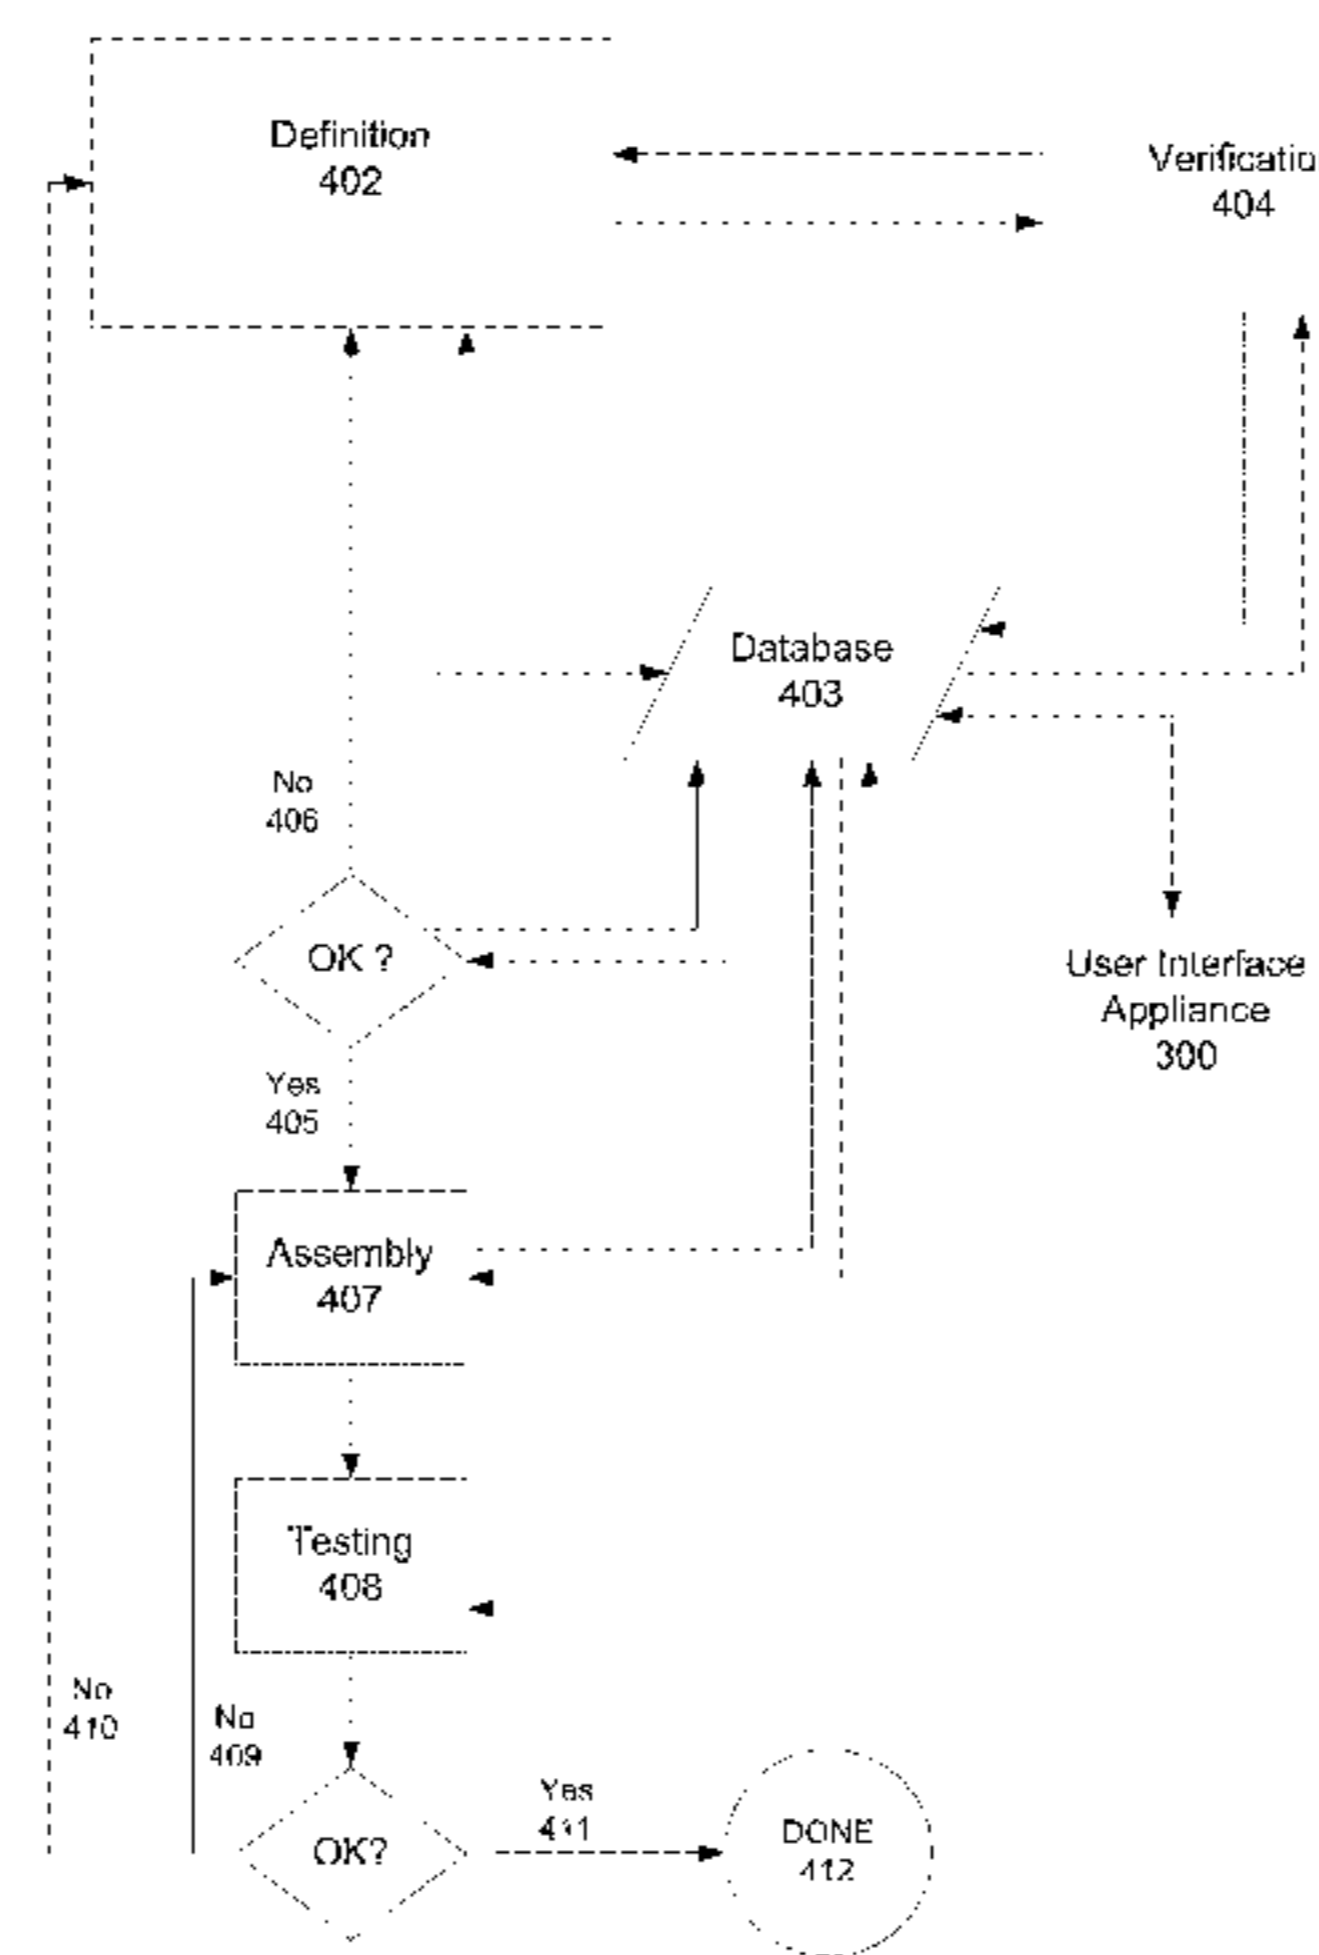 Definition
402
Verificatio
404
Database
403
No
406
OK ?
User Interface
Appliance
300
Yes
405
Assembly
407
Testing
408
No
410
No
409
Yes
411
OK?
DONE
412